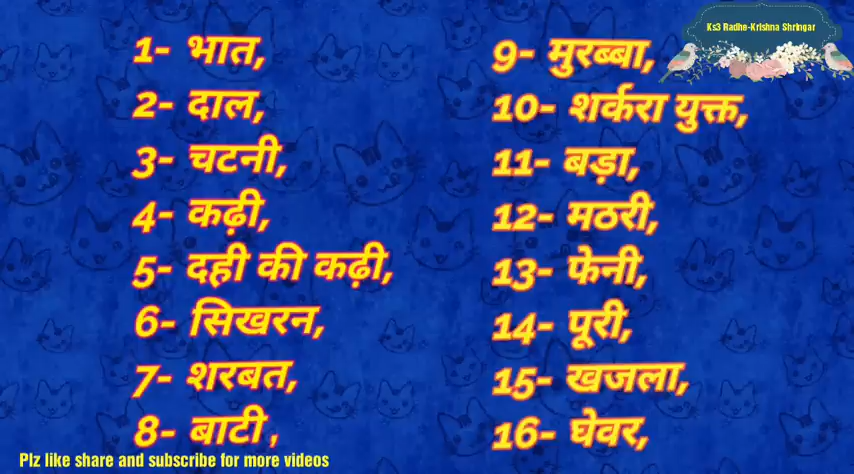 Ks3 Radhe-Krishna Shringar
1- भात,
2- दाल,
3- चटनी,
4- कढ़ी,
5- दही की कढ़ी,
6- सिखरन,
7- शरबत,
8- बाटी,
9- मुरब्बा,
10- शर्करा युक्त,
11- बड़ा,
12- मठरी,
13- फेनी,
14- पूरी,
15- खजला,
16- घेवर,
Plz like share and subscribe for more videos